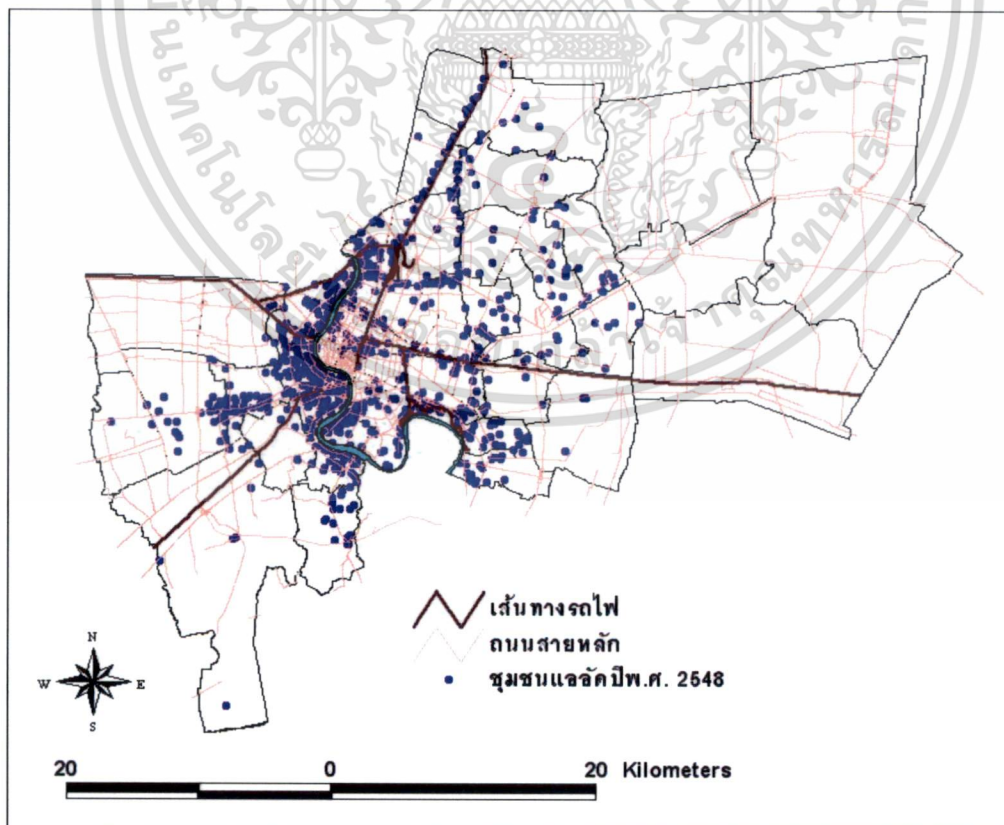 เส้นทางรถไฟ
ถนนสายหลัก
ชุมชนแออัดปีพ.ศ. 2548
N
W E
S
20 0 20 Kilometers